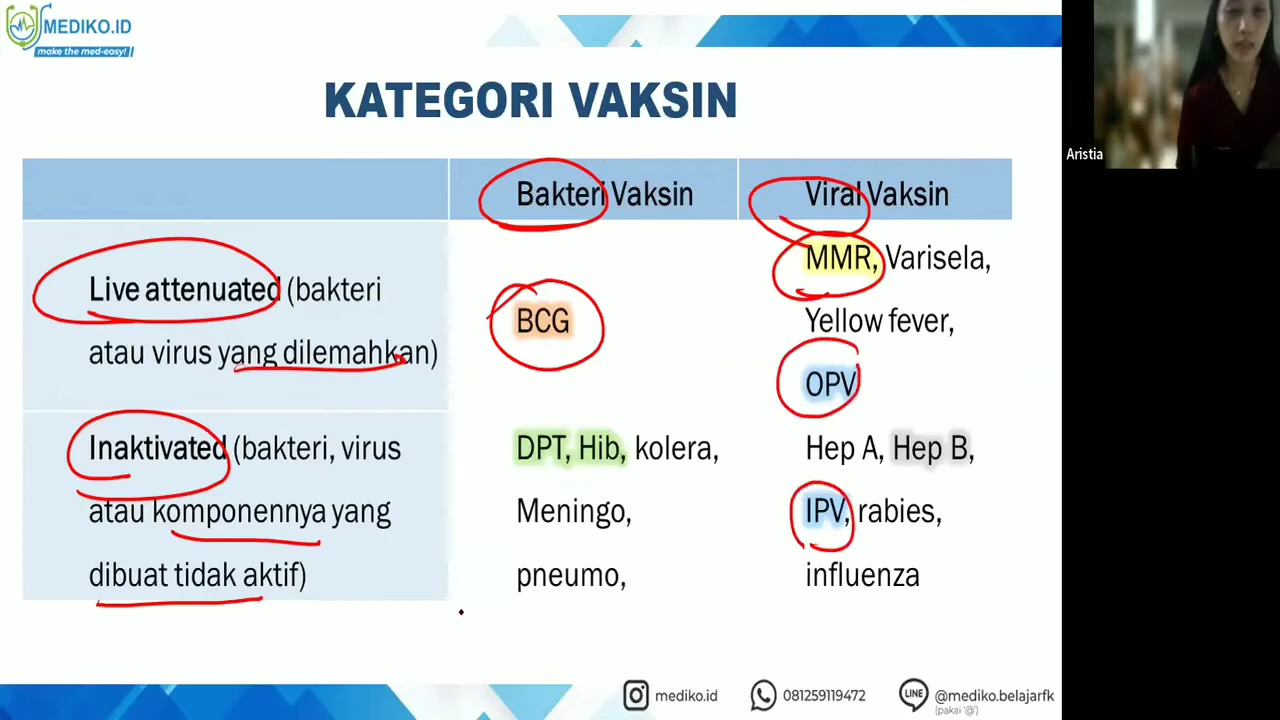 MEDIKO.ID
make the med-easy!
KATEGORI VAKSIN
Aristia
Bakteri Vaksin
Viral Vaksin
Live attenuated (bakteri
atau virus yang dilemahkan)
BCG
MMR, Varisela,
Yellow fever,
OPV
Inaktivated (bakteri, virus
atau komponennya yang
dibuat tidak aktif)
DPT, Hib, kolera,
Meningo,
pneumo,
Hep A, Hep B,
IPV, rabies,
influenza
mediko.id
081259119472
LINE
@mediko.belajarfk
(pakai '@')